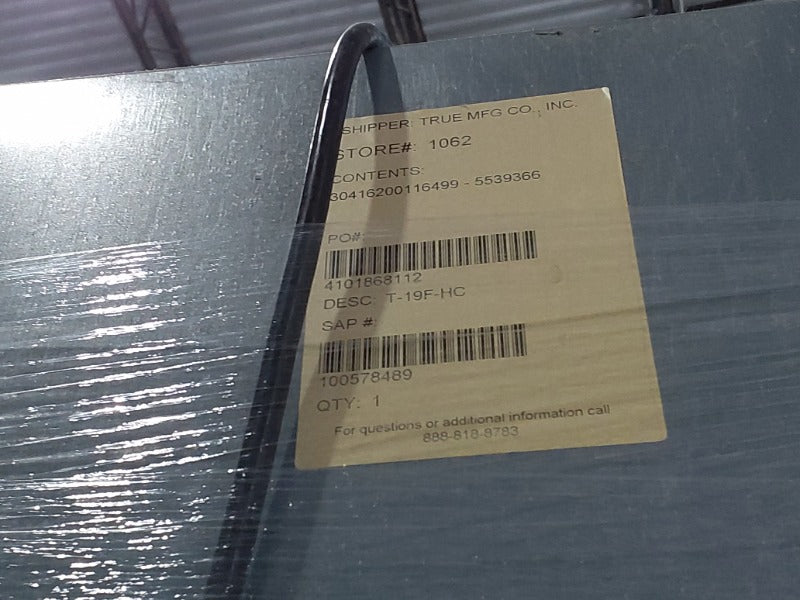 SHIPPER: TRUE MFG CO., INC.
STORE#: 1062
CONTENTS:
30416200116499 - 5539366
PO#:
4101868112
DESC: T-19F-HC
SAP #:
100578489
QTY: 1
For questions or additional information call
888-818-8783